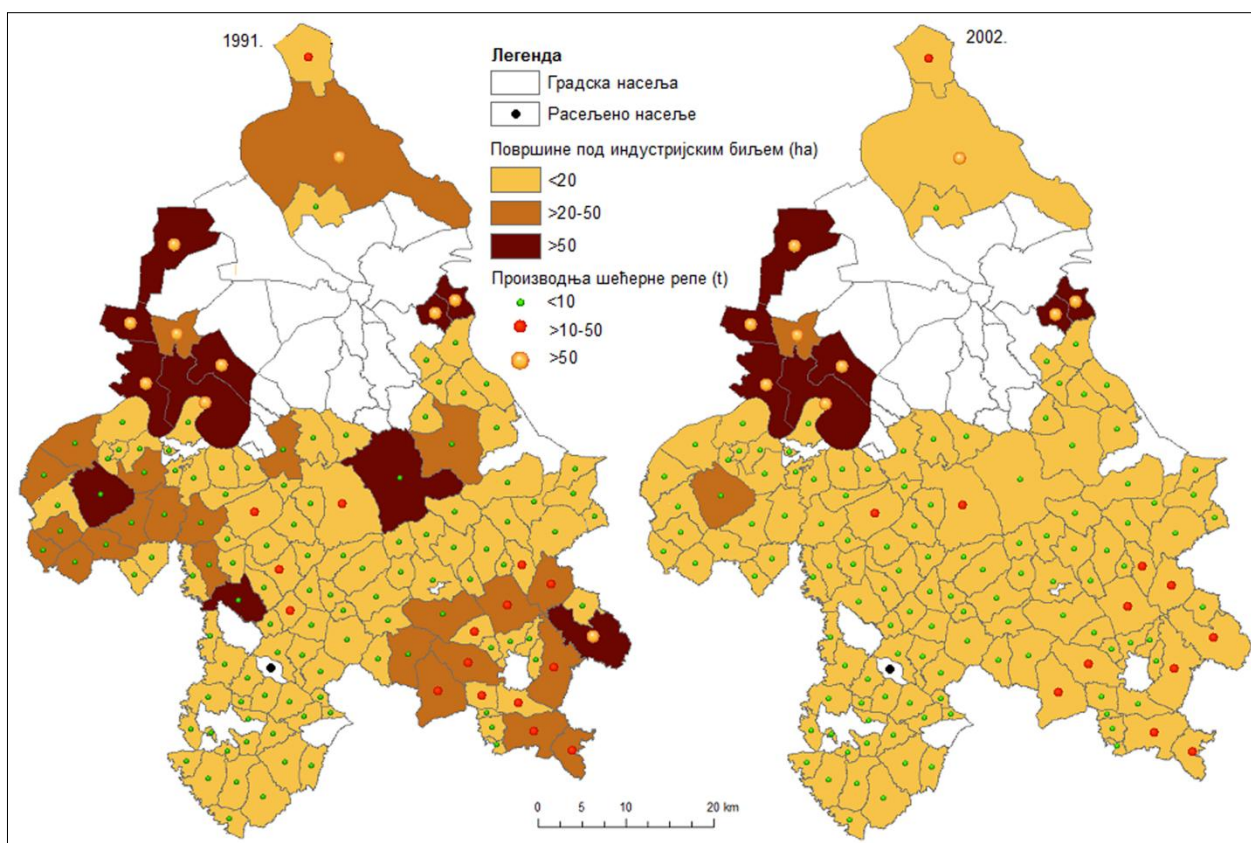 1991.
2002.
Легенда
Градска насеља
Расељено насеље
Површине под индустријским биљем (ha)
<20
>20-50
>50
Производња шећерне репе (t)
<10
>10-50
>50
0 5 10 20 km